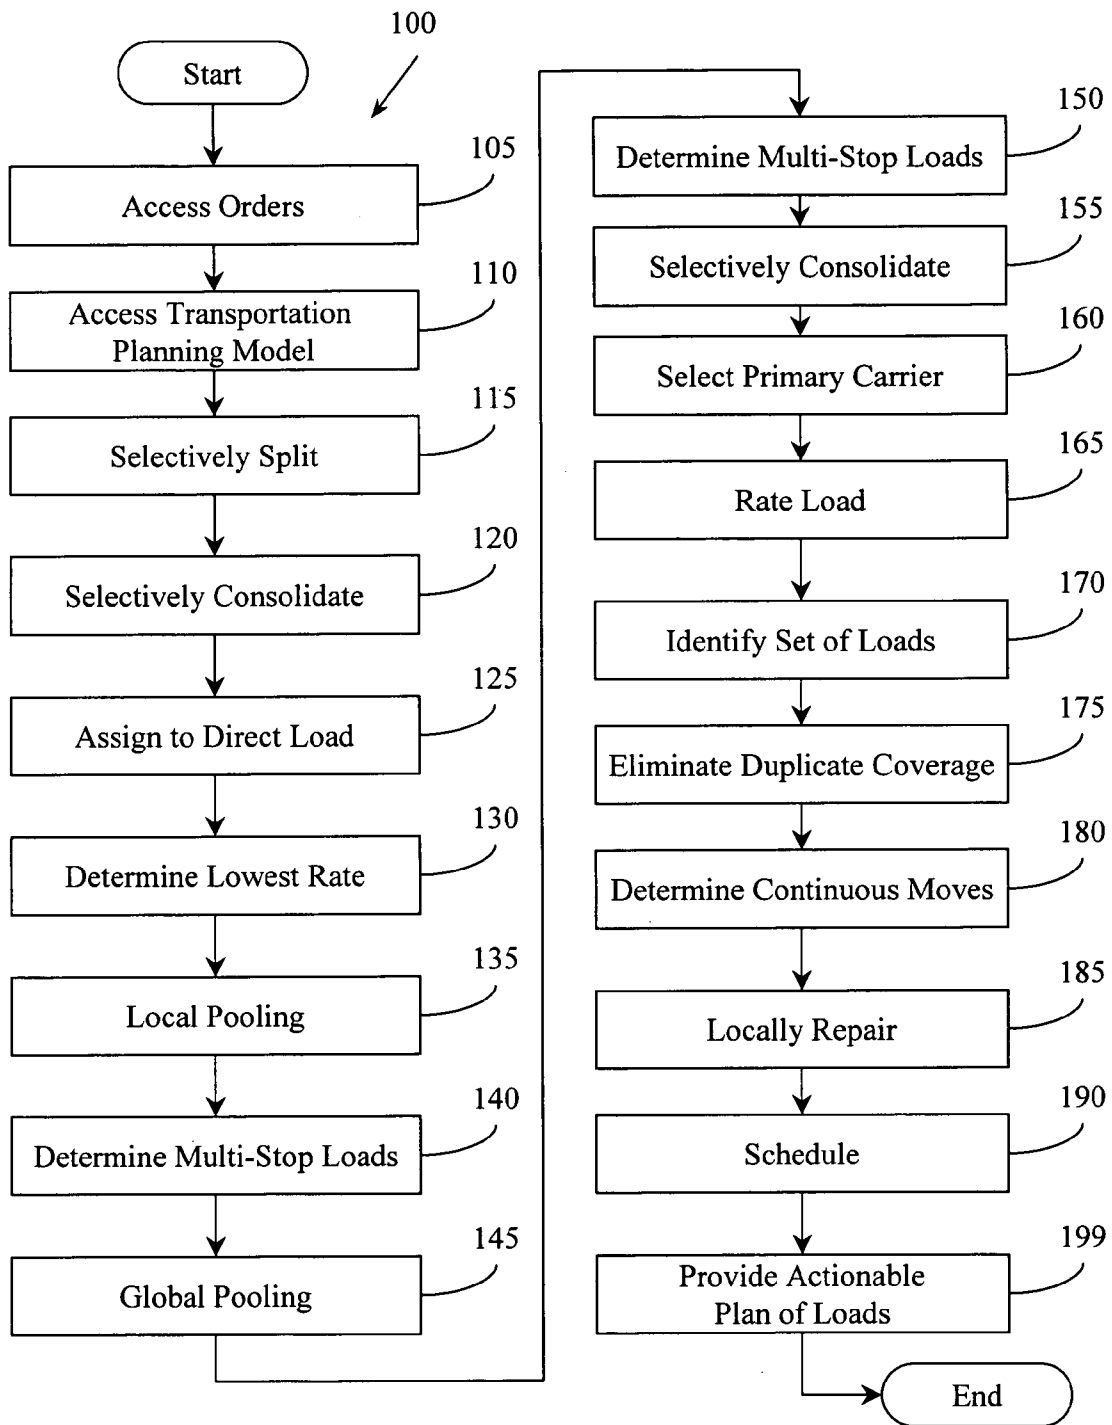 100
Start
105
Access Orders
110
Access Transportation
Planning Model
115
Selectively Split
120
Selectively Consolidate
125
Assign to Direct Load
130
Determine Lowest Rate
135
Local Pooling
140
Determine Multi-Stop Loads
145
Global Pooling
150
Determine Multi-Stop Loads
155
Selectively Consolidate
160
Select Primary Carrier
165
Rate Load
170
Identify Set of Loads
175
Eliminate Duplicate Coverage
180
Determine Continuous Moves
185
Locally Repair
190
Schedule
199
Provide Actionable
Plan of Loads
End